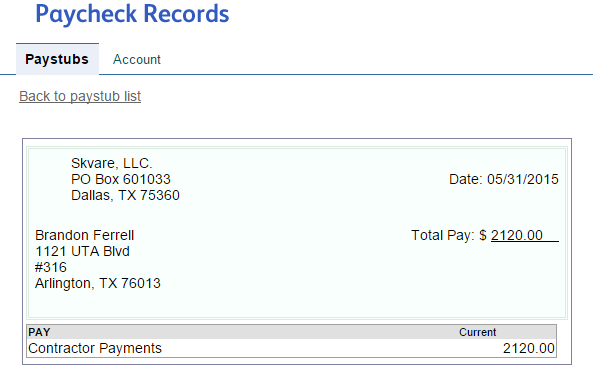 Paycheck Records
Paystubs Account
Back to paystub list
Skvare, LLC.
PO Box 601033 Date: 05/31/2015
Dallas, TX 75360
Brandon Ferrell Total Pay: $ 2120.00
1121 UTA Blvd
#316
Arlington, TX 76013
PAY Current
Contractor Payments 2120.00